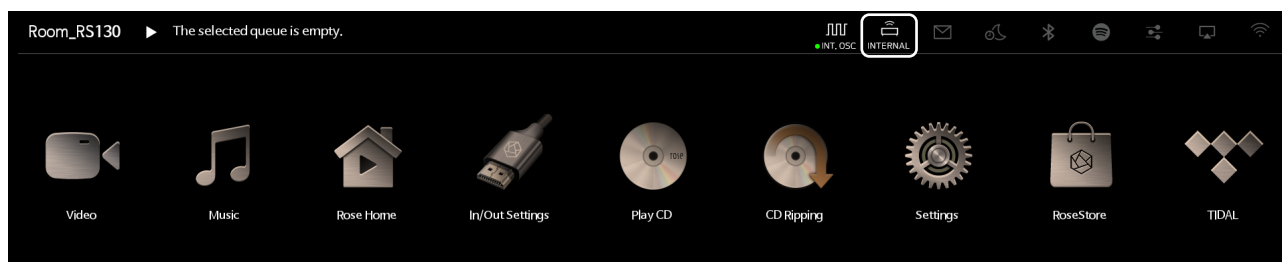 Room_RS130 The selected queue is empty. INT, OSC INTERNAL
rose
Video Music Rose Home In/Out Settings Play CD CD Ripping Settings RoseStore TIDAL